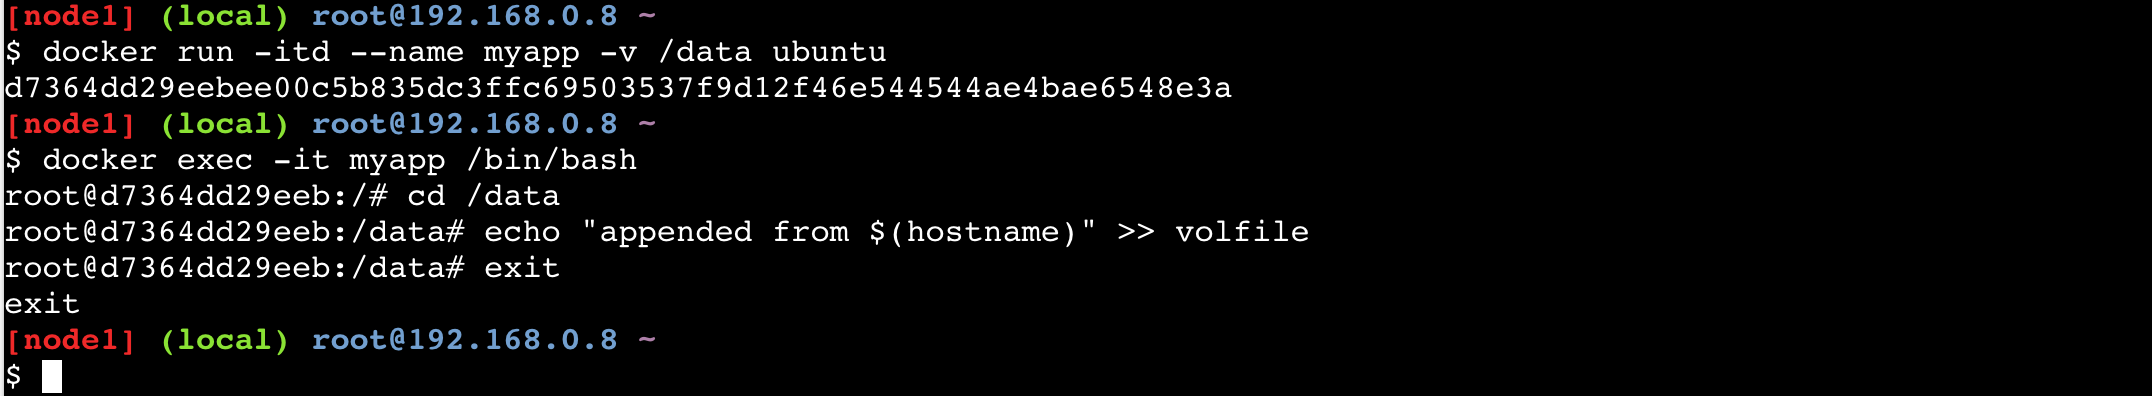 [node1] (local) root@192.168.0.8 ~
$ docker run -itd --name myapp -v /data ubuntu
d7364dd29eebee00c5b835dc3ffc69503537f9d12f46e544544ae4bae6548e3a
[node1] (local) root@192.168.0.8 ~
$ docker exec -it myapp /bin/bash
root@d7364dd29eeb:/# cd /data
root@d7364dd29eeb:/data# echo "appended from $(hostname)" >> volfile
root@d7364dd29eeb:/data# exit
exit
[node1] (local) root@192.168.0.8 ~
$